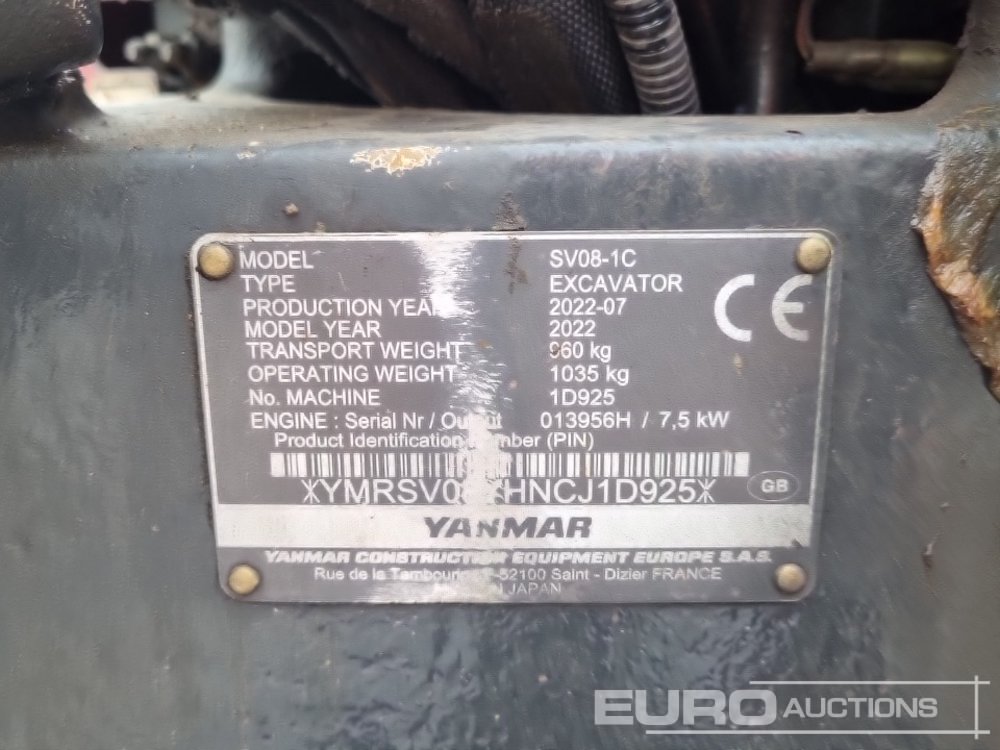 MODEL SV08-1C
TYPE EXCAVATOR
CE
PRODUCTION YEAR 2022-07
MODEL YEAR 2022
TRANSPORT WEIGHT 960 kg
OPERATING WEIGHT 1035 kg
No. MACHINE 1D925
ENGINE : Serial Nr / Output 013956H / 7,5 kW
Product Identification Number (PIN)
GB
YANMAR
YANMAR CONSTRUCTION EQUIPMENT EUROPE S.A.S.
Rue de la 52100 Saint - Dizier FRANCE
JAPAN
EURO AUCTIONS